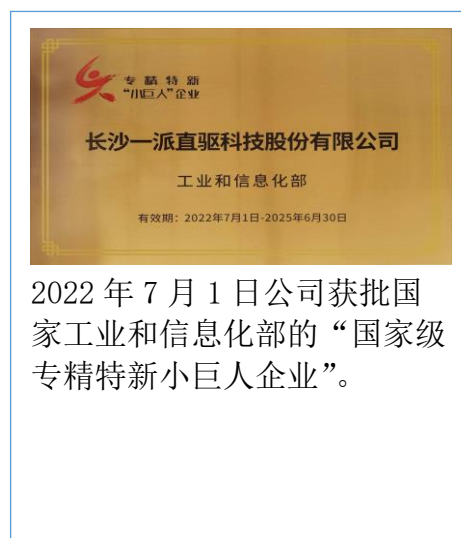 专精特新
“小巨人”企业
长沙一派直驱科技股份有限公司
工业和信息化部
有效期：2022年7月1日-2025年6月30日
2022 年 7 月 1 日公司获批国
家工业和信息化部的“国家级
专精特新小巨人企业”。